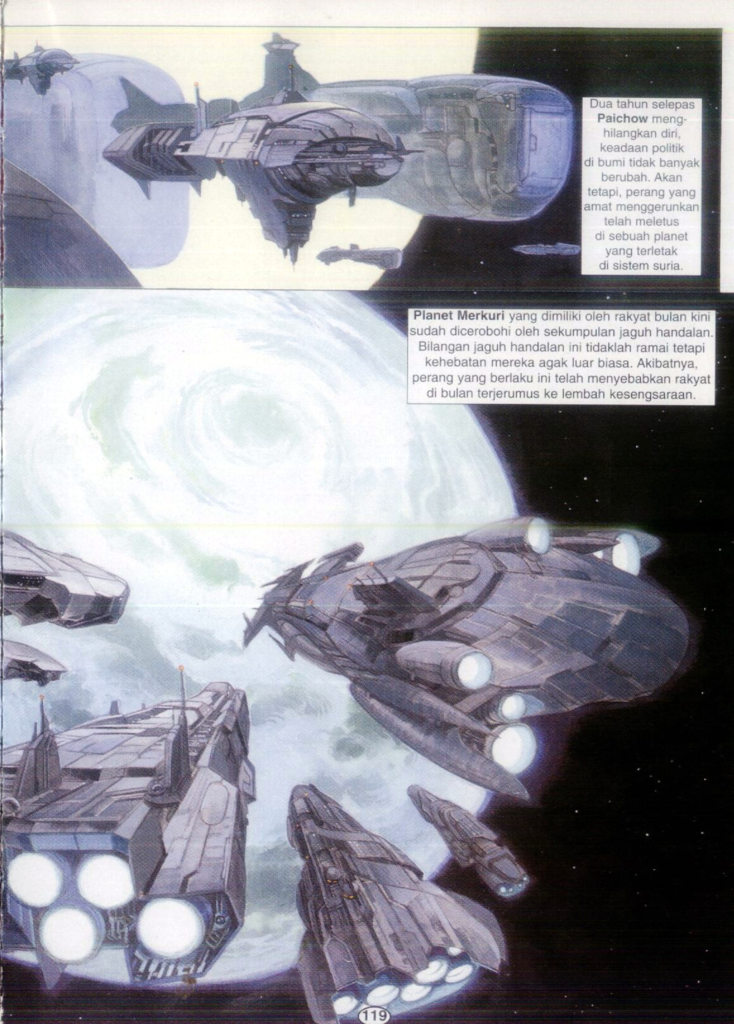 Dua tahun selepas
Paichow meng-
hilangkan diri,
keadaan politik
di bumi tidak banyak
berubah. Akan
tetapi, perang yang
amat menggerunkan
telah meletus
di sebuah planet
yang terletak
di sistem suria.
Planet Merkuri yang dimiliki oleh rakyat bulan kini
sudah dicerobohi oleh sekumpulan jaguh handalan.
Bilangan jaguh handalan ini tidaklah ramai tetapi
kehebatan mereka agak luar biasa. Akibatnya,
perang yang berlaku ini telah menyebabkan rakyat
di bulan terjerumus ke lembah kesengsaraan.
119